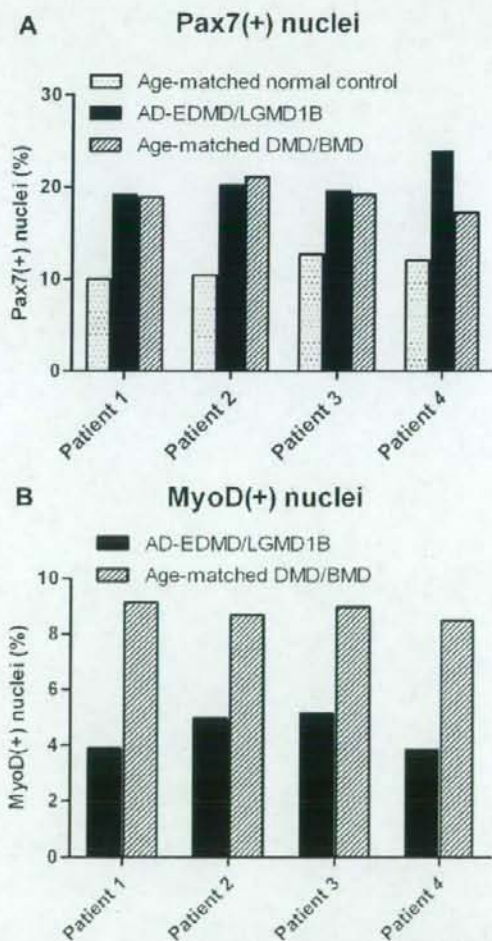 A
Pax7(+) nuclei
Age-matched normal control
AD-EDMD/LGMD1B
Age-matched DMD/BMD
Pax7(+) nuclei (%)
30
20
10
0
Patient 1
Patient 2
Patient 3
Patient 4
B
MyoD(+) nuclei
AD-EDMD/LGMD1B
Age-matched DMD/BMD
MyoD(+) nuclei (%)
10
8
6
4
2
0
Patient 1
Patient 2
Patient 3
Patient 4